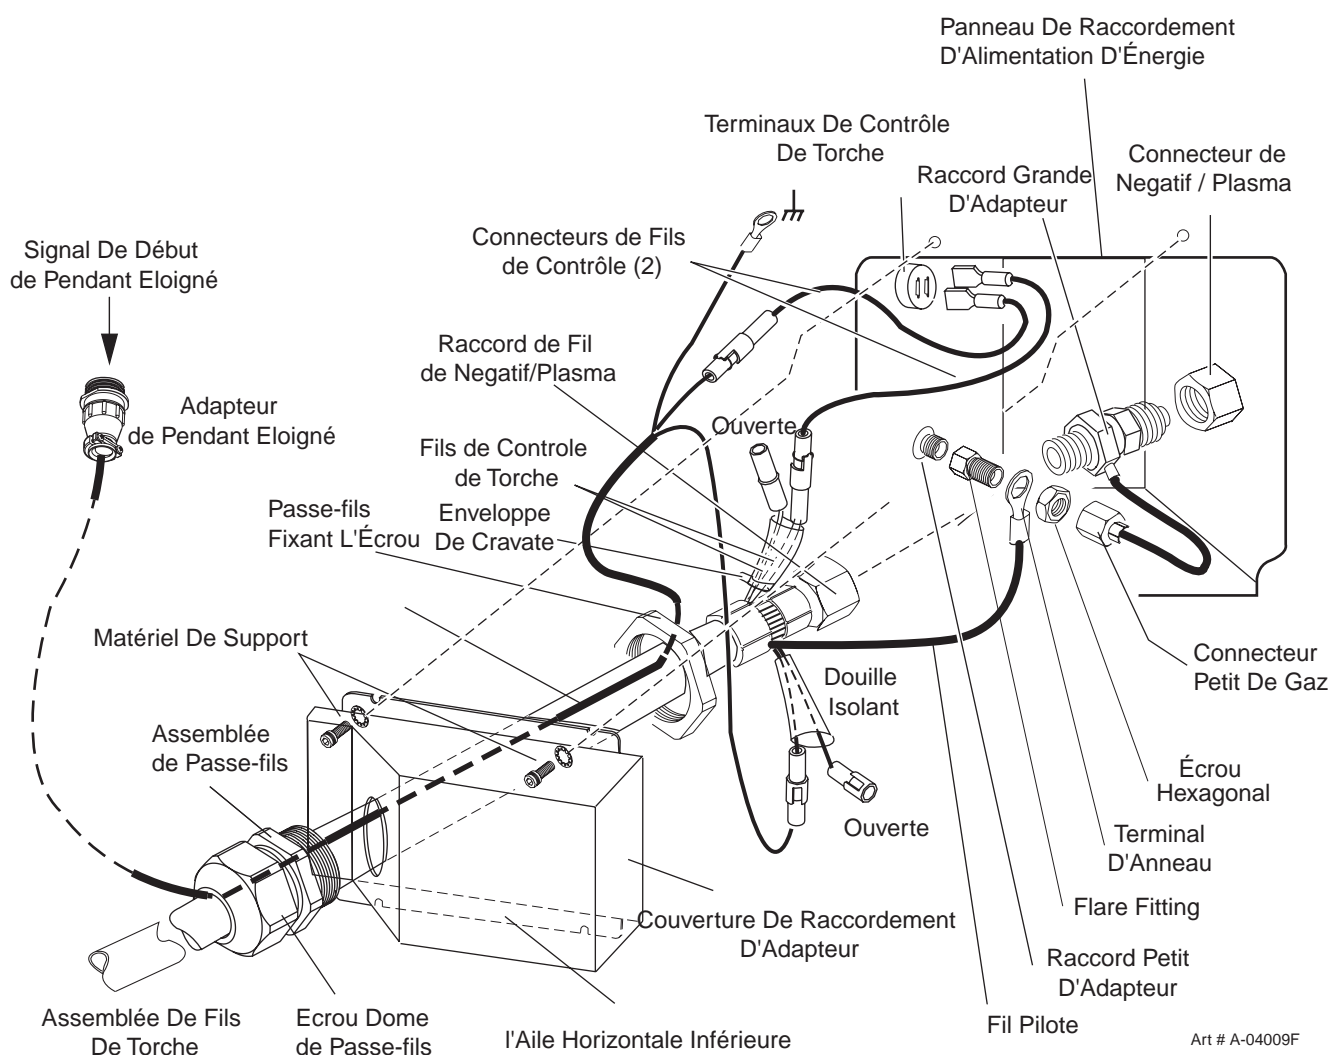 Panneau De Raccordement
D'Alimentation D'Énergie
Terminaux De Contrôle
De Torche
Connecteur de
Negatif / Plasma
Raccord Grande
D'Adapteur
Connecteurs de Fils
de Contrôle (2)
Signal De Début
de Pendant Eloigné
Raccord de Fil
de Negatif/Plasma
Adapteur
de Pendant Eloigné
Ouverte
Fils de Controle
de Torche
Passe-fils
Fixant L'Écrou
Enveloppe
De Cravate
Matériel De Support
Douille
Isolant
Connecteur
Petit De Gaz
Assemblée
de Passe-fils
Écrou
Hexagonal
Ouverte
Terminal
D'Anneau
Flare Fitting
Couverture De Raccordement
D'Adapteur
Raccord Petit
D'Adapteur
Fil Pilote
Assemblée De Fils
De Torche
Ecrou Dome
de Passe-fils
l'Aile Horizontale Inférieure
Art # A-04009F